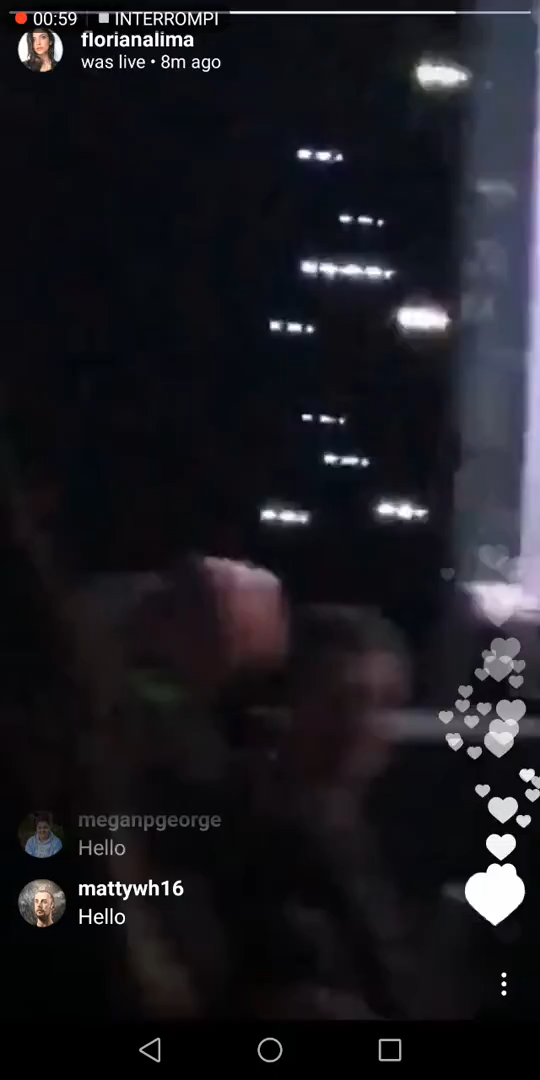 00:59 INTERROMPI
florianalima
was live • 8m ago
meganpgeorge
Hello
mattywh16
Hello